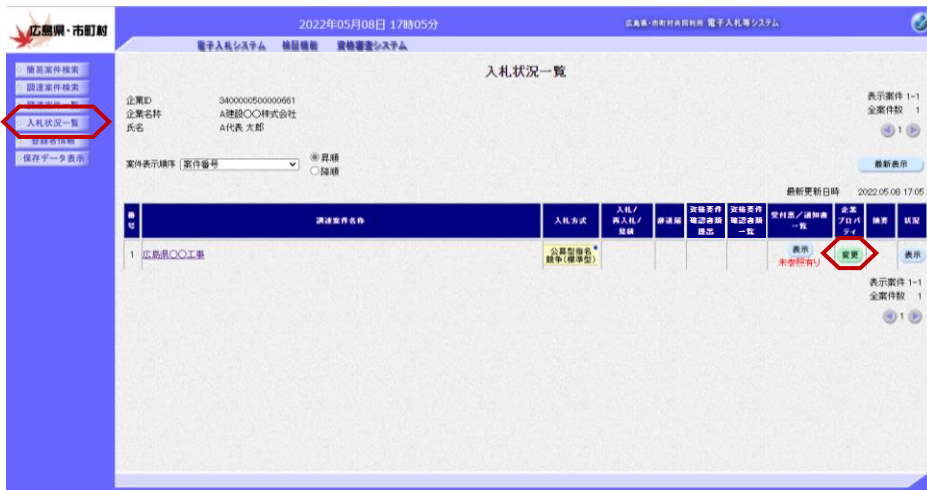 広島県・市町村
2022年05月08日 17時05分
広島県・市町村共同利用 電子入札等システム
電子入札システム 検証機能 資格審査システム
簡易案件検索
調達案件検索
調達案件一覧
入札状況一覧
登録者情報
保存データ表示
入札状況一覧
企業ID 3400000500000661
企業名称 A建設〇〇株式会社
氏名 A代表 太郎
表示案件 1-1
全案件数 1
1
案件表示順序 案件番号
昇順
降順
最新表示
最新更新日時 2022.05.08 17:05
番号
調達案件名称
入札方式
入札/再入札/見積
辞退届
資格要件確認書類提出
資格要件確認書類一覧
受付票/通知書一覧
企業プロパティ
摘要
状況
1 広島県〇〇工事
公募型指名競争(標準型)
表示
未参照有り
変更
表示
表示案件 1-1
全案件数 1
1